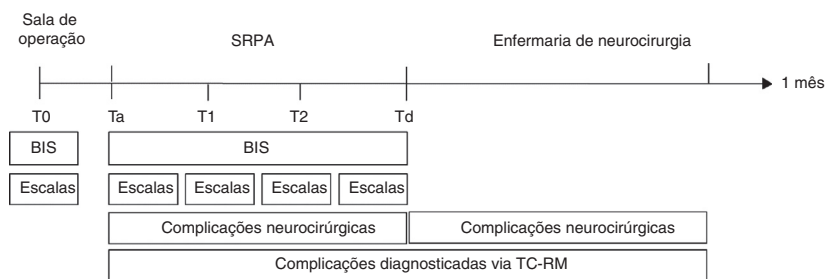 Sala de
operação
SRPA
Enfermaria de neurocirurgia
1 mês
T0 Ta T1 T2 Td
BIS BIS
Escalas Escalas Escalas Escalas Escalas
Complicações neurocirúrgicas Complicações neurocirúrgicas
Complicações diagnosticadas via TC-RM